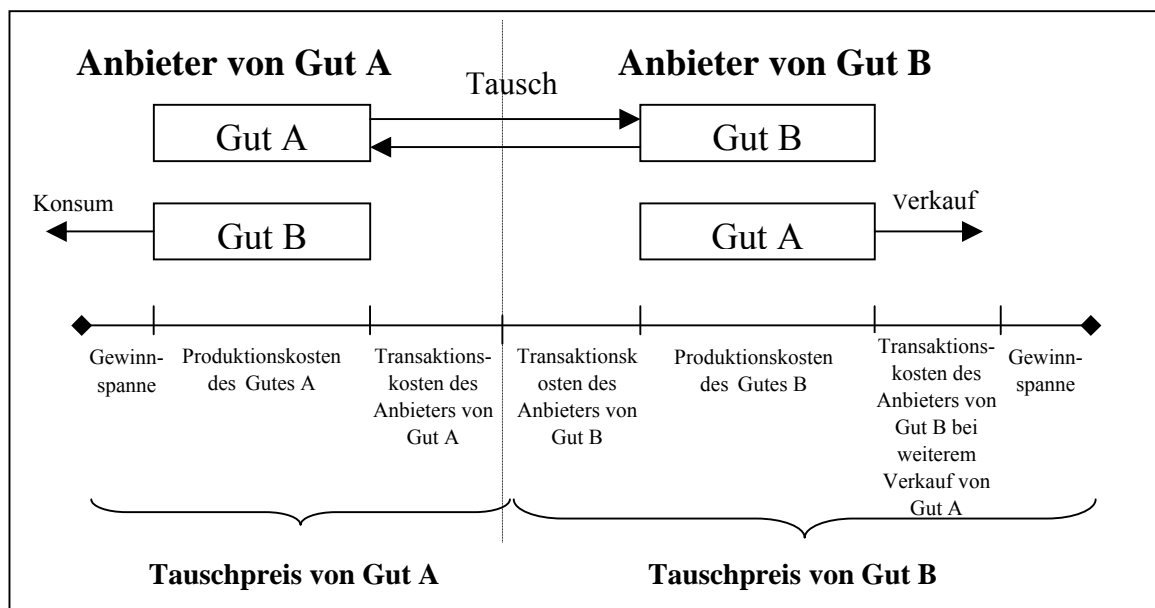 Anbieter von Gut A
Anbieter von Gut B
Tausch
Gut A
Gut B
Konsum
Verkauf
Gut B
Gut A
Gewinn-
spanne
Produktionskosten
des Gutes A
Transaktions-
kosten des
Anbieters von
Gut A
Transaktionsk
osten des
Anbieters von
Gut B
Produktionskosten
des Gutes B
Transaktions-
kosten des
Anbieters von
Gut B bei
weiterem
Verkauf von
Gut A
Gewinn-
spanne
Tauschpreis von Gut A
Tauschpreis von Gut B